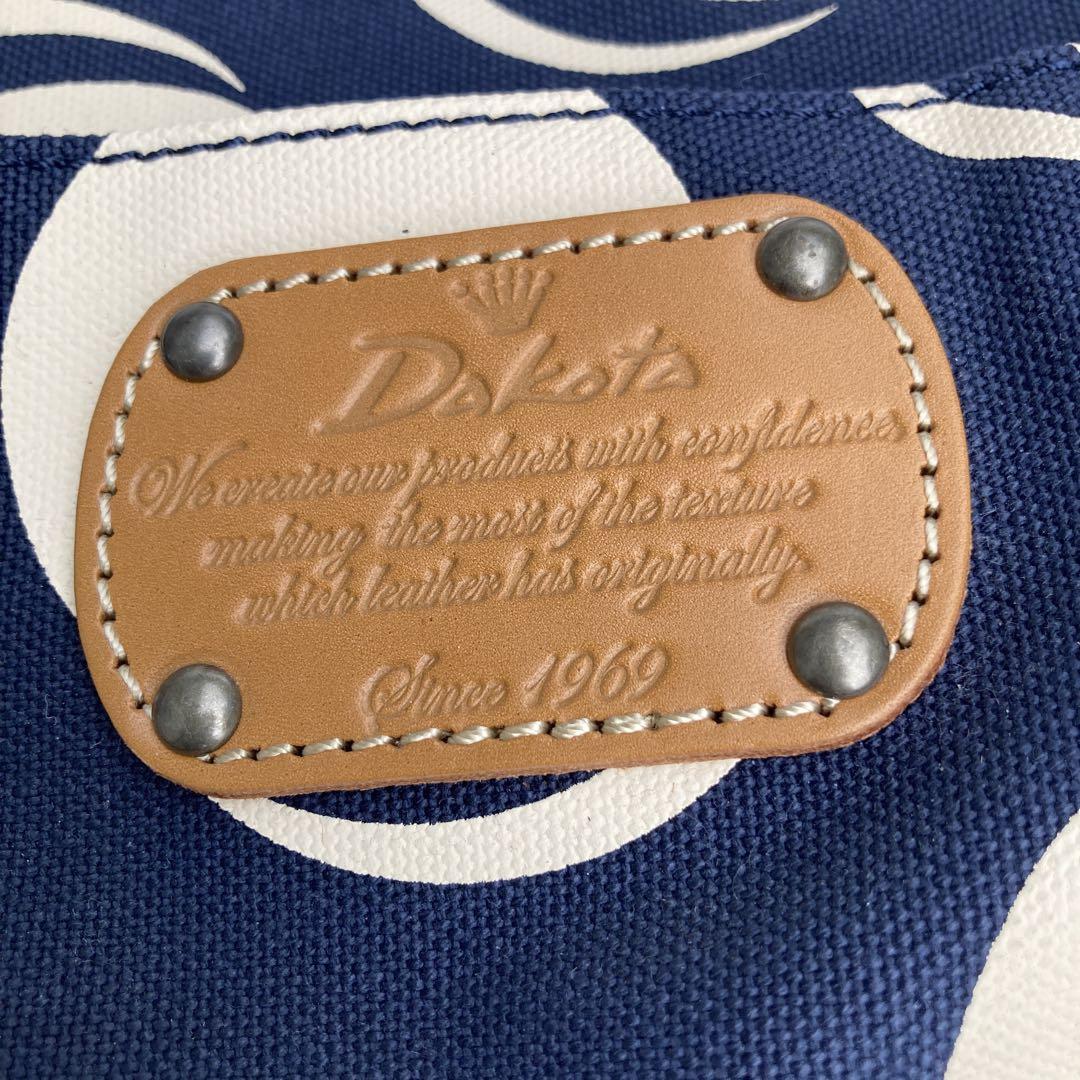 Dakota
We create our products with confidence,
making the most of the texture
which leather has originally.
Since 1969